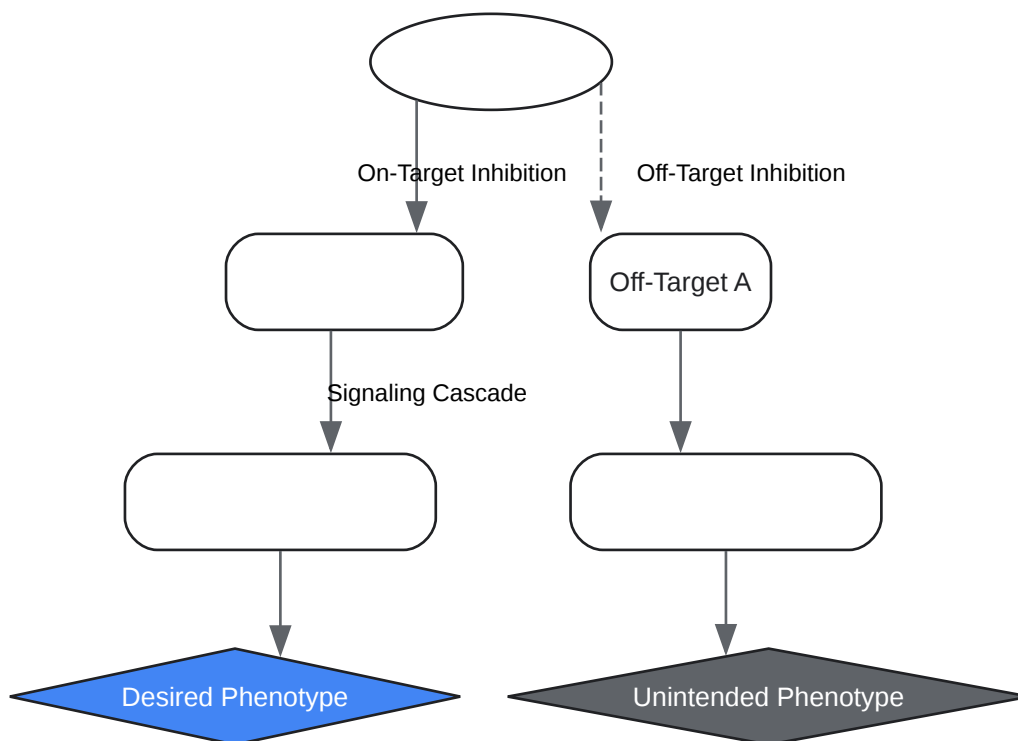 On-Target Inhibition
Off-Target Inhibition
Off-Target A
Signaling Cascade
Desired Phenotype
Unintended Phenotype